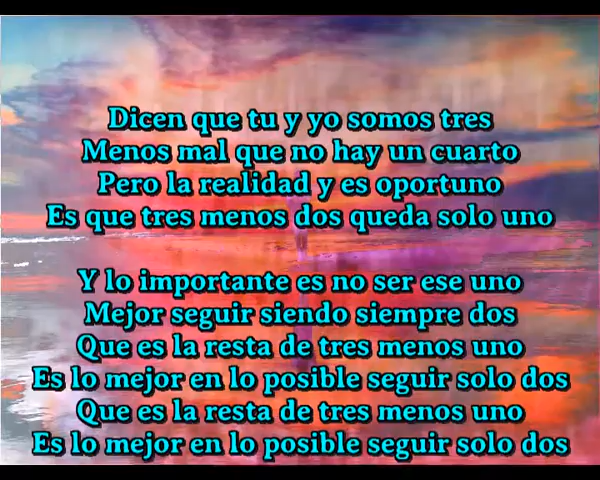 Dicen que tu y yo somos tres
Menos mal que no hay un cuarto
Pero la realidad y es oportuno
Es que tres menos dos queda solo uno
Y lo importante es no ser ese uno
Mejor seguir siendo siempre dos
Que es la resta de tres menos uno
Es lo mejor en lo posible seguir solo dos
Que es la resta de tres menos uno
Es lo mejor en lo posible seguir solo dos